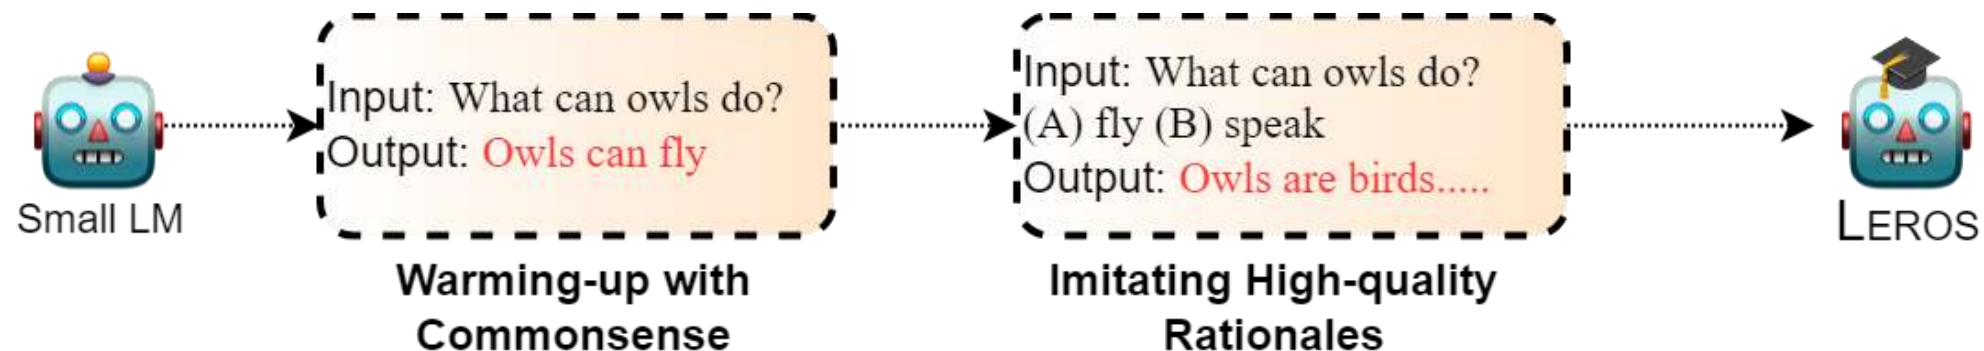 Small LM
Input: What can owls do?
Output: Owls can fly
Warming-up with
Commonsense
Input: What can owls do?
(A) fly (B) speak
Output: Owls are birds.....
Imitating High-quality
Rationales
LEROS